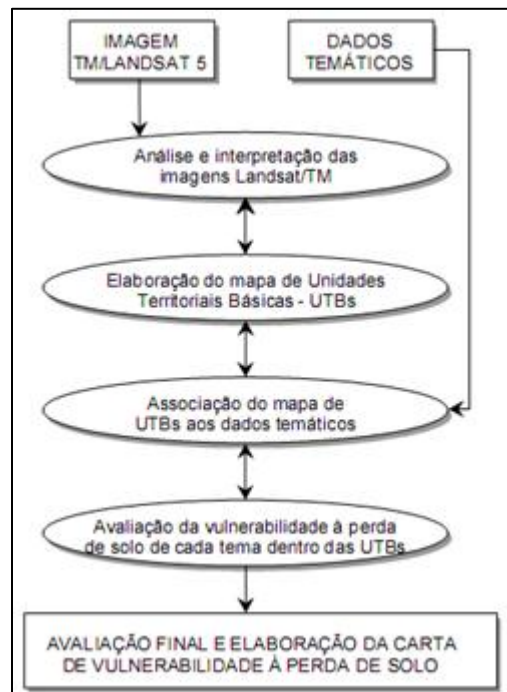 IMAGEM
TM/LANDSAT 5
DADOS
TEMÁTICOS
Análise e interpretação das
imagens Landsat/TM
Elaboração do mapa de Unidades
Territoriais Básicas - UTBs
Associação do mapa de
UTBs aos dados temáticos
Avaliação da vulnerabilidade à perda
de solo de cada tema dentro das UTBs
AVALIAÇÃO FINAL E ELABORAÇÃO DA CARTA
DE VULNERABILIDADE À PERDA DE SOLO